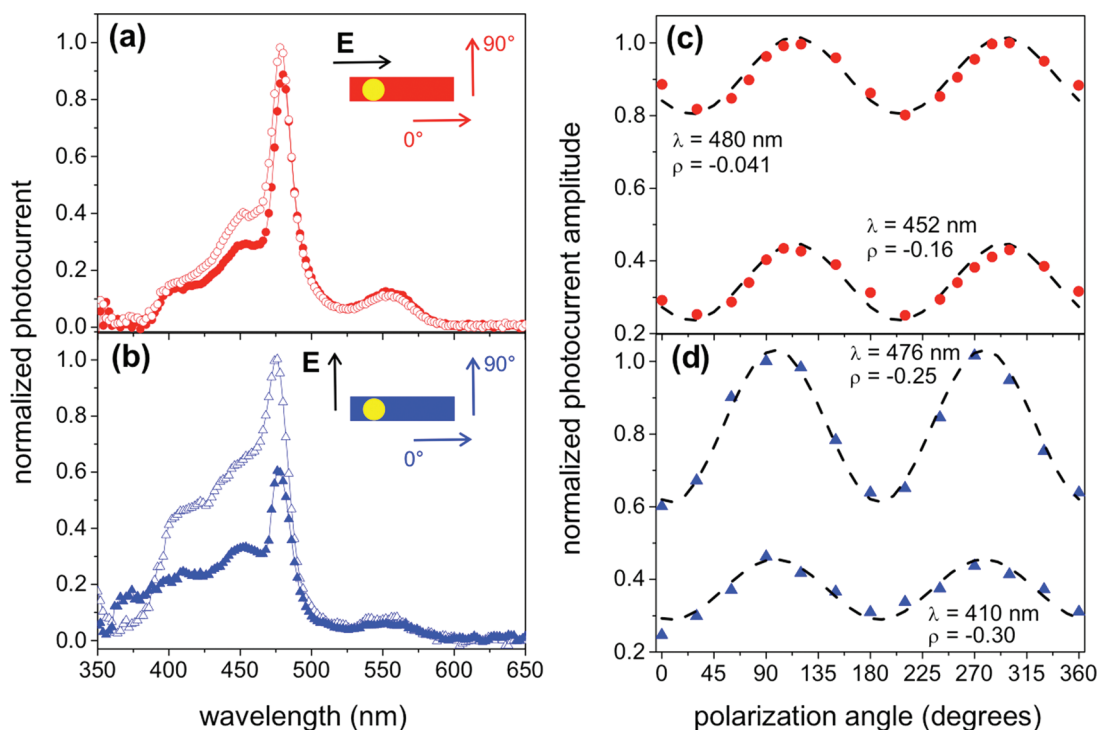 (a)
E
90°
0°
1.0
0.8
0.6
0.4
0.2
0.0
(b)
E
90°
0°
1.0
0.8
0.6
0.4
0.2
0.0
350 400 450 500 550 600 650
wavelength (nm)
normalized photocurrent
(c)
1.0
0.8
0.6
0.4
0.2
λ = 480 nm
ρ = -0.041
λ = 452 nm
ρ = -0.16
(d)
1.0
0.8
0.6
0.4
0.2
λ = 476 nm
ρ = -0.25
λ = 410 nm
ρ = -0.30
0 45 90 135 180 225 270 315 360
polarization angle (degrees)
normalized photocurrent amplitude